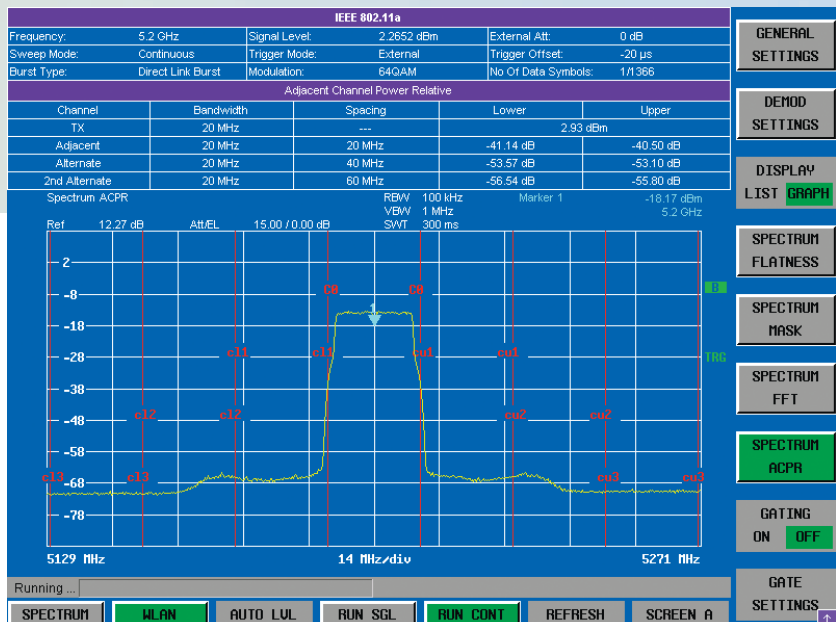 IEEE 802.11a
Frequency: 5.2 GHz Signal Level: 2.2652 dBm External Att: 0 dB
Sweep Mode: Continuous Trigger Mode: External Trigger Offset: -20 µs
Burst Type: Direct Link Burst Modulation: 64QAM No Of Data Symbols: 1/1366
Adjacent Channel Power Relative
Channel Bandwidth Spacing Lower Upper
TX 20 MHz --- 2.93 dBm
Adjacent 20 MHz 20 MHz -41.14 dB -40.50 dB
Alternate 20 MHz 40 MHz -53.57 dB -53.10 dB
2nd Alternate 20 MHz 60 MHz -56.54 dB -55.80 dB
Spectrum ACPR RBW 100 kHz Marker 1 -18.17 dBm
VBW 1 MHz 5.2 GHz
Ref 12.27 dB Att/EL 15.00 / 0.00 dB SWT 300 ms
2
C0 C0
-8 B
1
-18
cl1 cl1 cu1 cu1
-28 TRG
-38
cl2 cl2 cu2 cu2
-48
-58
cl3 cl3 cu3 cu3
-68
-78
5129 MHz 14 MHz/div 5271 MHz
Running ...
SPECTRUM WLAN AUTO LVL RUN SGL RUN CONT REFRESH SCREEN A
GENERAL
SETTINGS
DEMOD
SETTINGS
DISPLAY
LIST GRAPH
SPECTRUM
FLATNESS
SPECTRUM
MASK
SPECTRUM
FFT
SPECTRUM
ACPR
GATING
ON OFF
GATE
SETTINGS